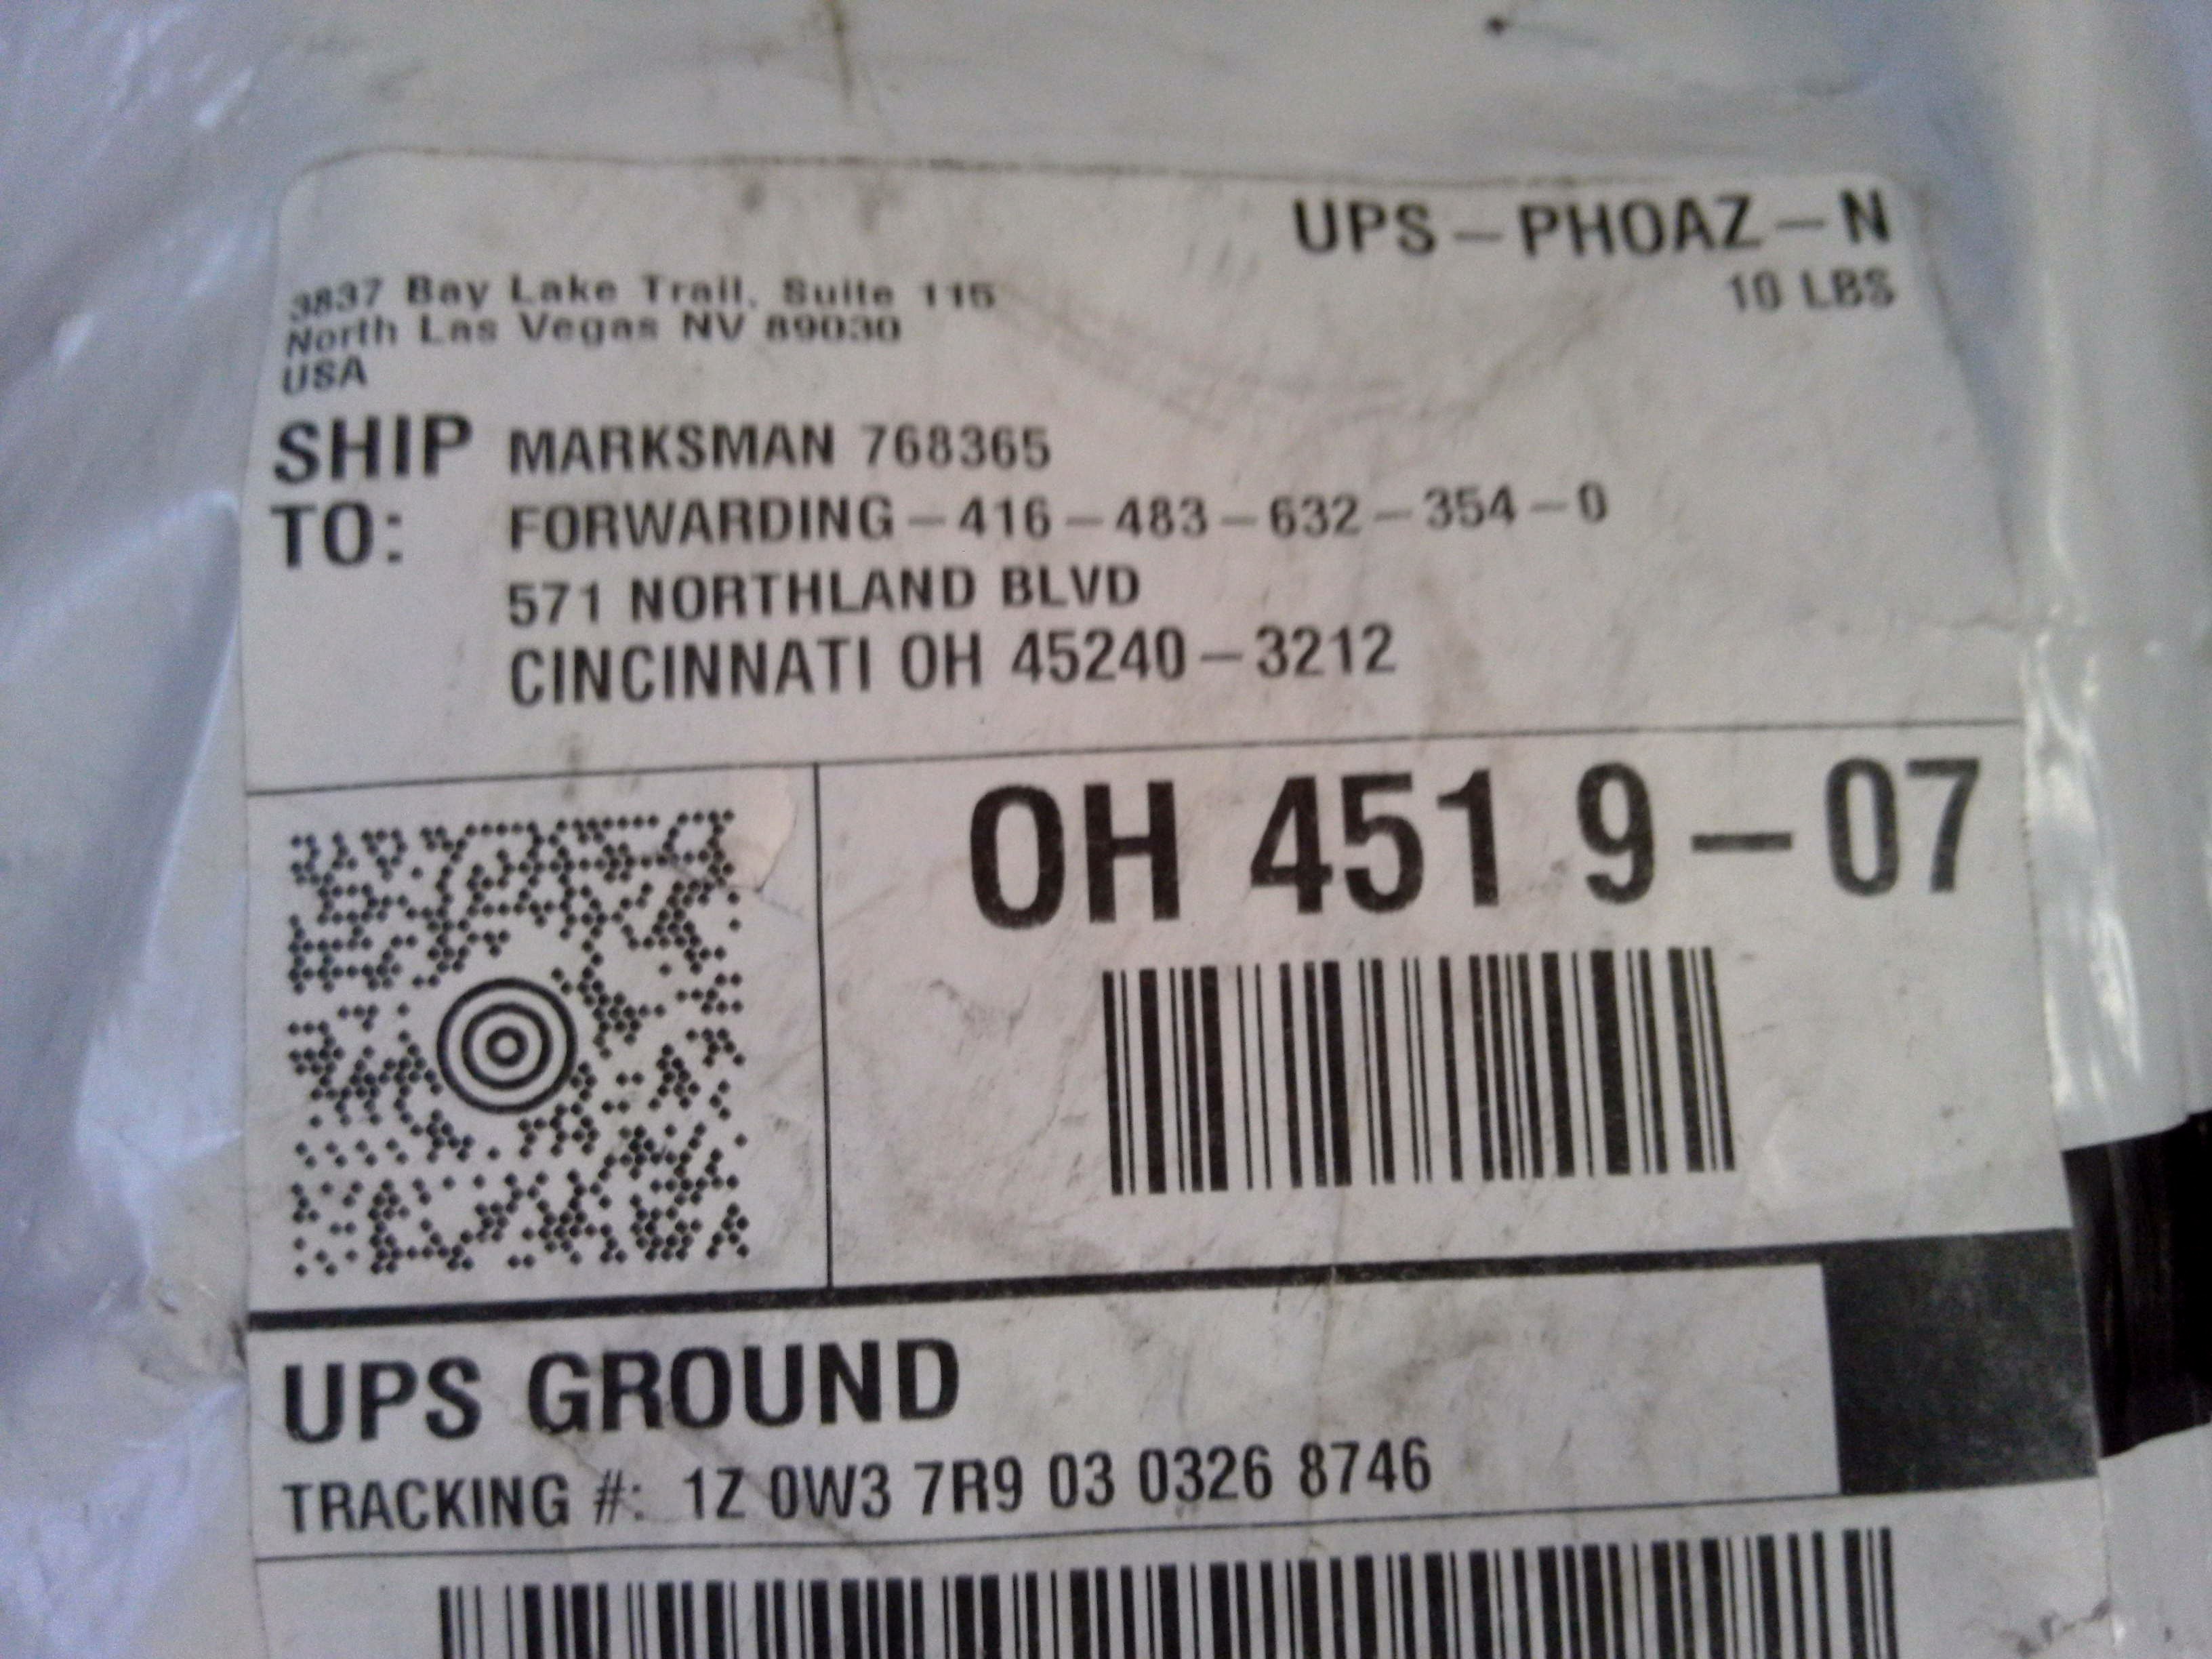 UPS-PHOAZ-N
10 LBS
3837 Bay Lake Trail, Suite 115
North Las Vegas NV 89030
USA
SHIP TO:
MARKSMAN 768365
FORWARDING-416-483-632-354-0
571 NORTHLAND BLVD
CINCINNATI OH 45240-3212
OH 451 9-07
UPS GROUND
TRACKING #: 1Z 0W3 7R9 03 0326 8746